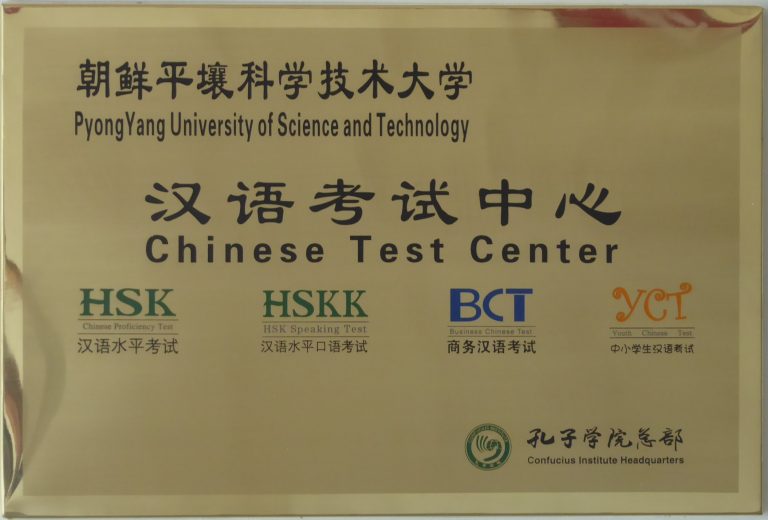 朝鲜平壤科学技术大学
PyongYang University of Science and Technology
汉语考试中心
Chinese Test Center
HSK
Chinese Proficiency Test
汉语水平考试
HSKK
HSK Speaking Test
汉语水平口语考试
BCT
Business Chinese Test
商务汉语考试
YCT
Youth Chinese Test
中小学生汉语考试
孔子学院总部
Confucius Institute Headquarters